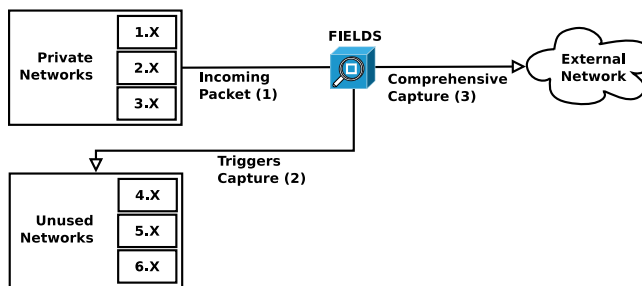 Private
Networks
1.X
2.X
3.X
Incoming
Packet (1)
FIELDS
Comprehensive
Capture (3)
External
Network
Triggers
Capture (2)
Unused
Networks
4.X
5.X
6.X